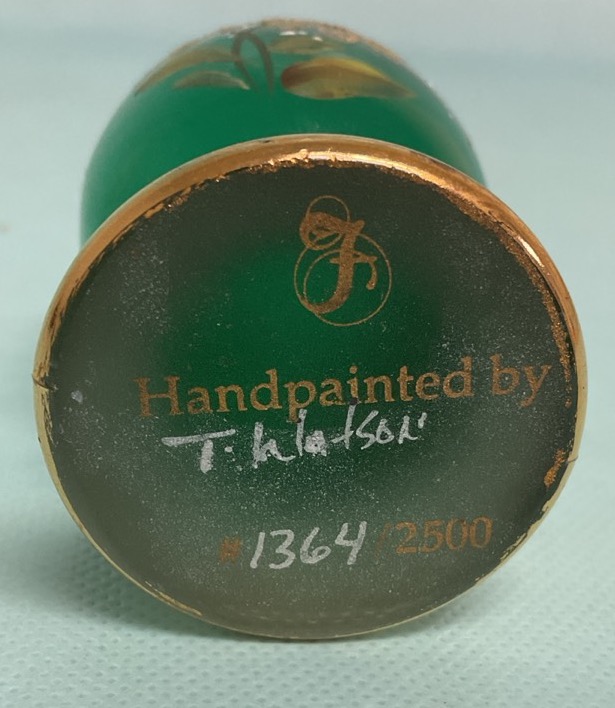 F
Handpainted by
T. Watson
#1364/2500